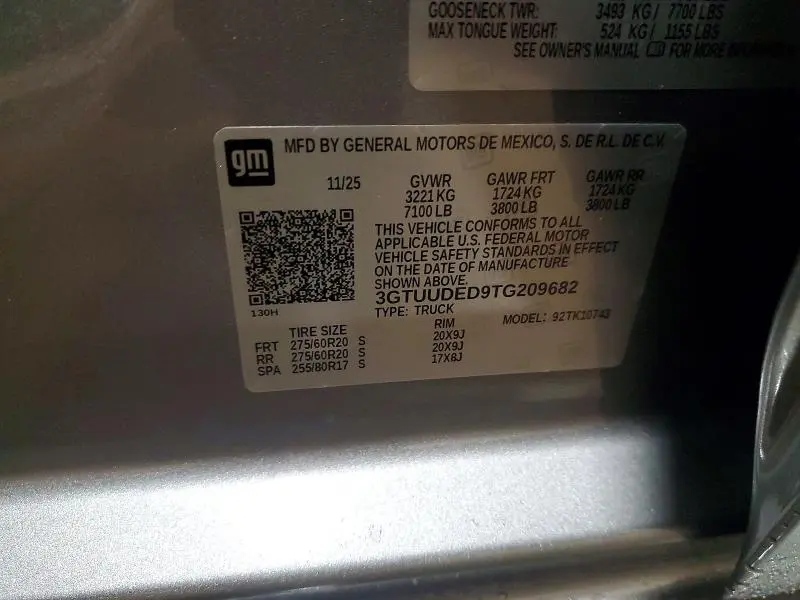 GOOSENECK TWR: 3493 KG / 7700 LBS
MAX TONGUE WEIGHT: 524 KG / 1155 LBS
SEE OWNER'S MANUAL FOR MORE INFORMATION
gm MFD BY GENERAL MOTORS DE MEXICO, S. DE R.L. DE C.V.
11/25 GVWR GAWR FRT GAWR RR
3221 KG 1724 KG 1724 KG
7100 LB 3800 LB 3800 LB
THIS VEHICLE CONFORMS TO ALL
APPLICABLE U.S. FEDERAL MOTOR
VEHICLE SAFETY STANDARDS IN EFFECT
ON THE DATE OF MANUFACTURE
SHOWN ABOVE.
3GTUUDED9TG209682
130H
TYPE: TRUCK MODEL: 92TK10743
TIRE SIZE RIM
FRT 275/60R20 S 20X9J
RR 275/60R20 S 20X9J
SPA 255/80R17 S 17X8J